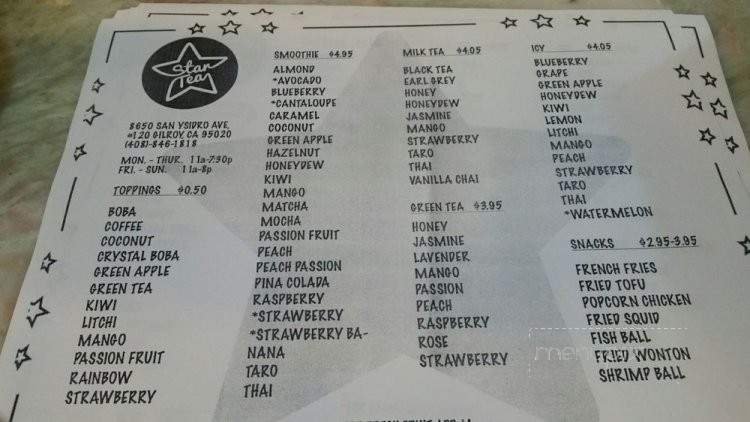 Star
Tea
8650 SAN YSIDRO AVE,
#120 GILROY, CA 95020
(408)-846-1818
MON. - THUR. 11a-7:30p
FRI. - SUN. 11a-8p
TOPPINGS $0.50
BOBA
COFFEE
COCONUT
CRYSTAL BOBA
GREEN APPLE
GREEN TEA
KIWI
LITCHI
MANGO
PASSION FRUIT
RAINBOW
STRAWBERRY
SMOOTHIE $4.95
ALMOND
*AVOCADO
BLUEBERRY
*CANTALOUPE
CARAMEL
COCONUT
GREEN APPLE
HAZELNUT
HONEYDEW
KIWI
MANGO
MATCHA
MOCHA
PASSION FRUIT
PEACH
PEACH PASSION
PINA COLADA
RASPBERRY
*STRAWBERRY
*STRAWBERRY BA-
NANA
TARO
THAI
MILK TEA $4.05
BLACK TEA
EARL GREY
HONEY
HONEYDEW
JASMINE
MANGO
STRAWBERRY
TARO
THAI
VANILLA CHAI
GREEN TEA $3.95
HONEY
JASMINE
LAVENDER
MANGO
PASSION
PEACH
RASPBERRY
ROSE
STRAWBERRY
ICY $4.05
BLUEBERRY
GRAPE
GREEN APPLE
HONEYDEW
KIWI
LEMON
LITCHI
MANGO
PEACH
STRAWBERRY
TARO
THAI
*WATERMELON
SNACKS $2.95-3.95
FRENCH FRIES
FRIED TOFU
POPCORN CHICKEN
FRIED SQUID
FISH BALL
FRIED WONTON
SHRIMP BALL